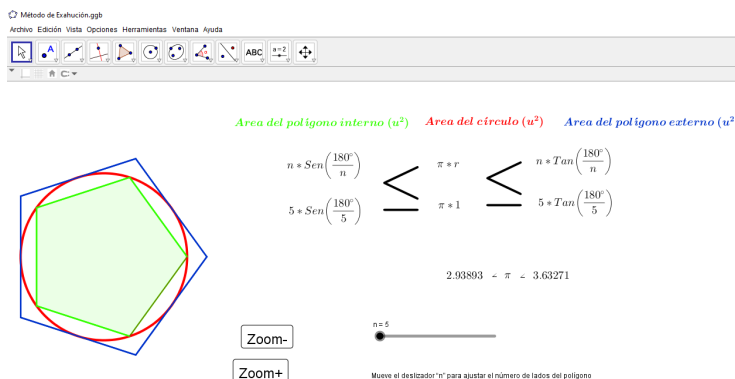 Método de Exahución.ggb
Archivo Edición Vista Opciones Herramientas Ventana Ayuda
A ABC a=2
Area del poligono interno (u²) Area del círculo (u²) Area del poligono externo (u²
n * Sen(180°/n) < π * r < n * Tan(180°/n)
5 * Sen(180°/5) π * 1 5 * Tan(180°/5)
2.93893 < π < 3.63271
n = 5
Zoom-
Zoom+
Mueve el deslizador "n" para ajustar el número de lados del polígono